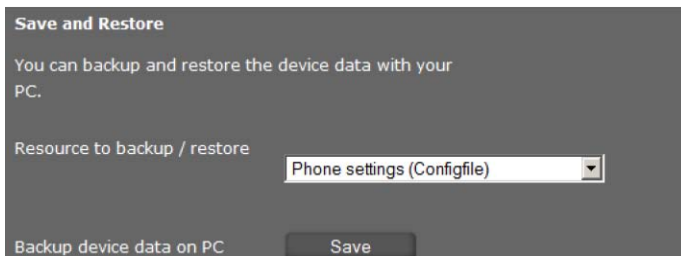 Save and Restore
You can backup and restore the device data with your
PC.
Resource to backup / restore
Phone settings (Configfile)
Backup device data on PC
Save